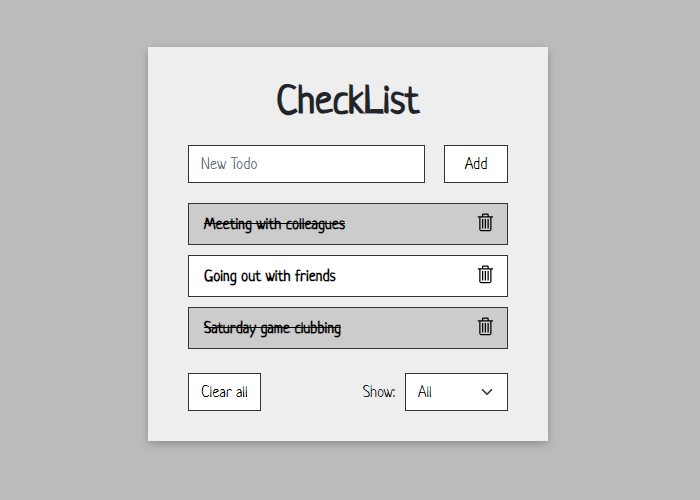 CheckList
New Todo
Add
Meeting with colleagues
Going out with friends
Saturday game clubbing
Clear all
Show:
All